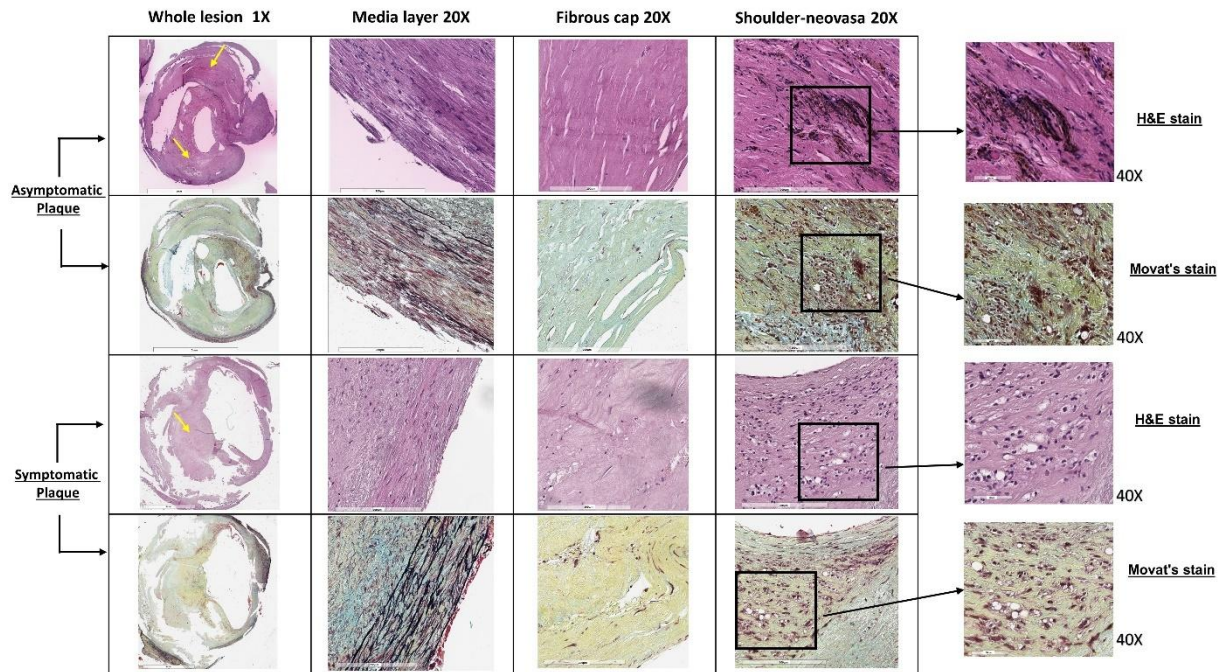 Whole lesion 1X
Media layer 20X
Fibrous cap 20X
Shoulder-neovasa 20X
H&E stain
40X
Asymptomatic
Plaque
Movat's stain
40X
H&E stain
40X
Symptomatic
Plaque
Movat's stain
40X